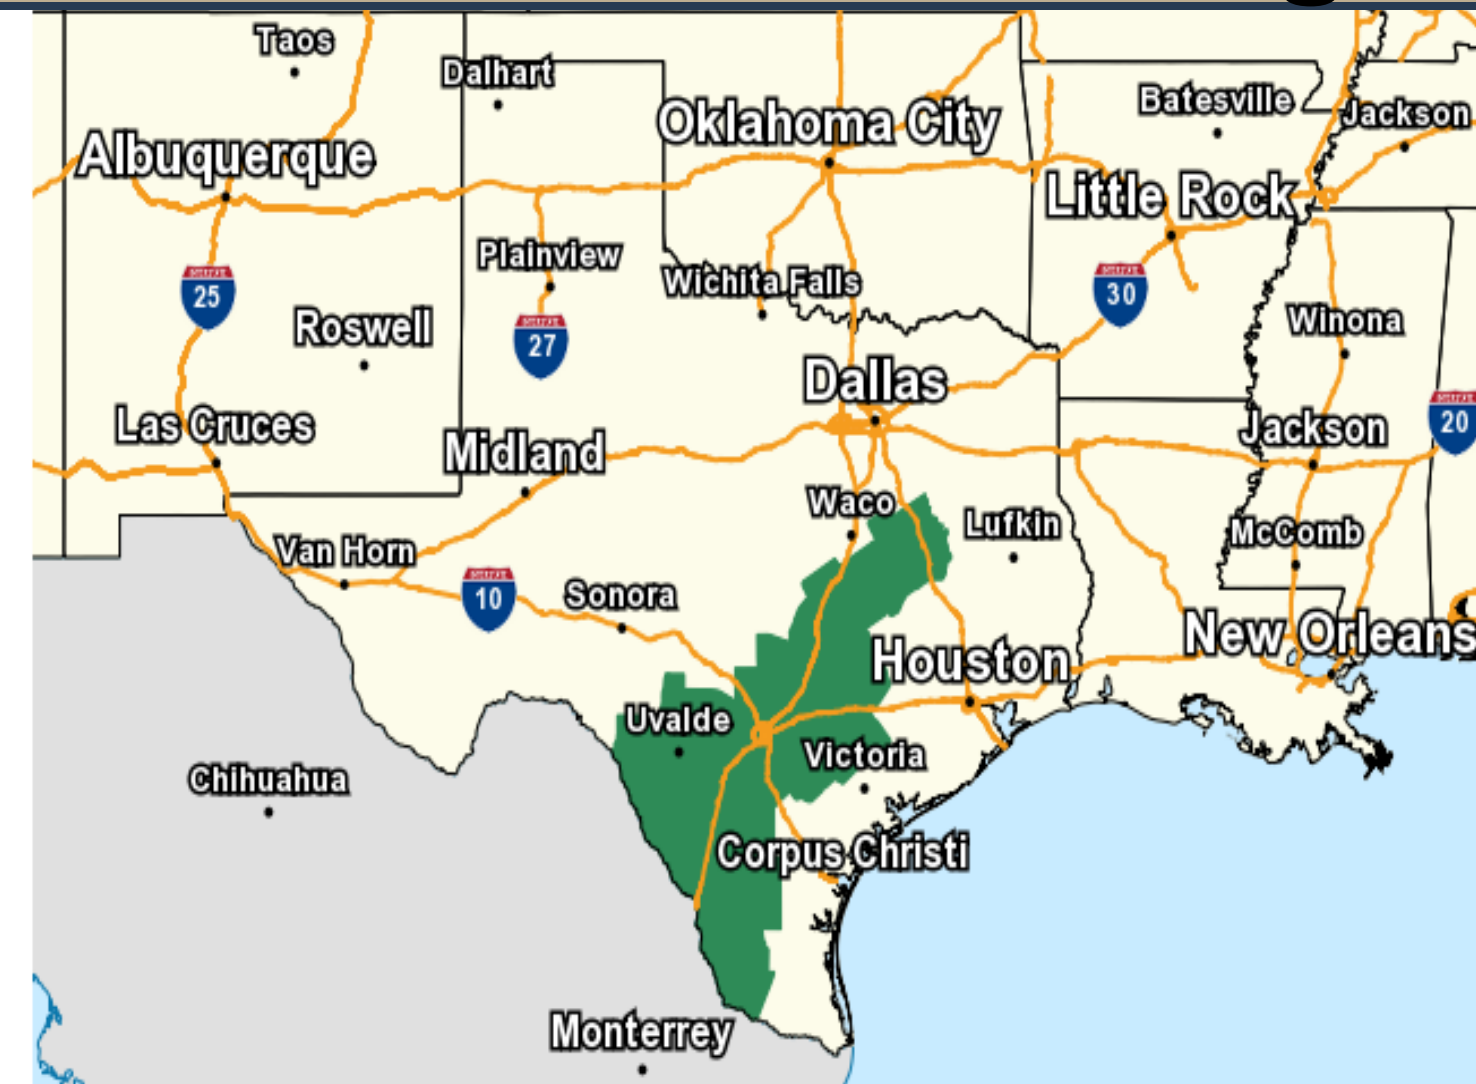 Taos
Dalhart
Batesville
Jackson
Oklahoma City
Albuquerque
Little Rock
Plainview
Wichita Falls
25
30
Roswell
Winona
27
Dallas
20
Las Cruces
Jackson
Midland
Waco
Lufkin
McComb
Van Horn
10
Sonora
New Orleans
Houston
Uvalde
Victoria
Chihuahua
Corpus Christi
Monterrey